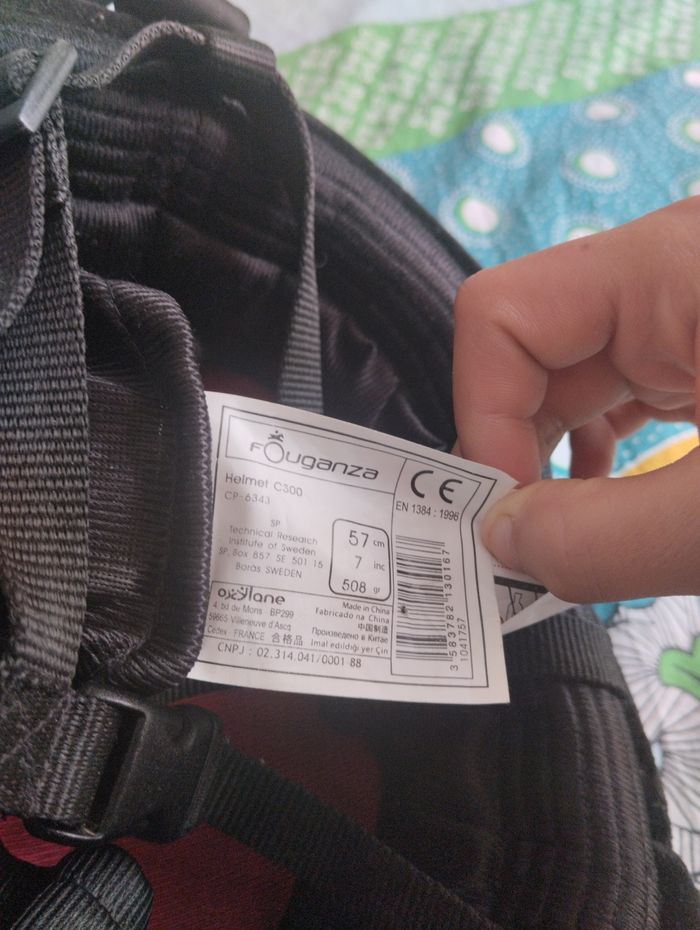 FOuganza
Helmet C300
CP-6343
SP
Technical Research
Institute of Sweden
SP, Box 857 SE 501 15
Borås SWEDEN
57 cm
7 inc
508 gr
CE
EN 1384 : 1996
oxylane
4, bd de Mons - BP299
59665 Villeneuve d'Ascq
Cedex - FRANCE 合格品
Made in China
Fabricado na China
中国制造
Произведено в Китае
Imal edildiği yer Çin
CNPJ : 02.314.041/0001 88
3 583782 130167
1041757